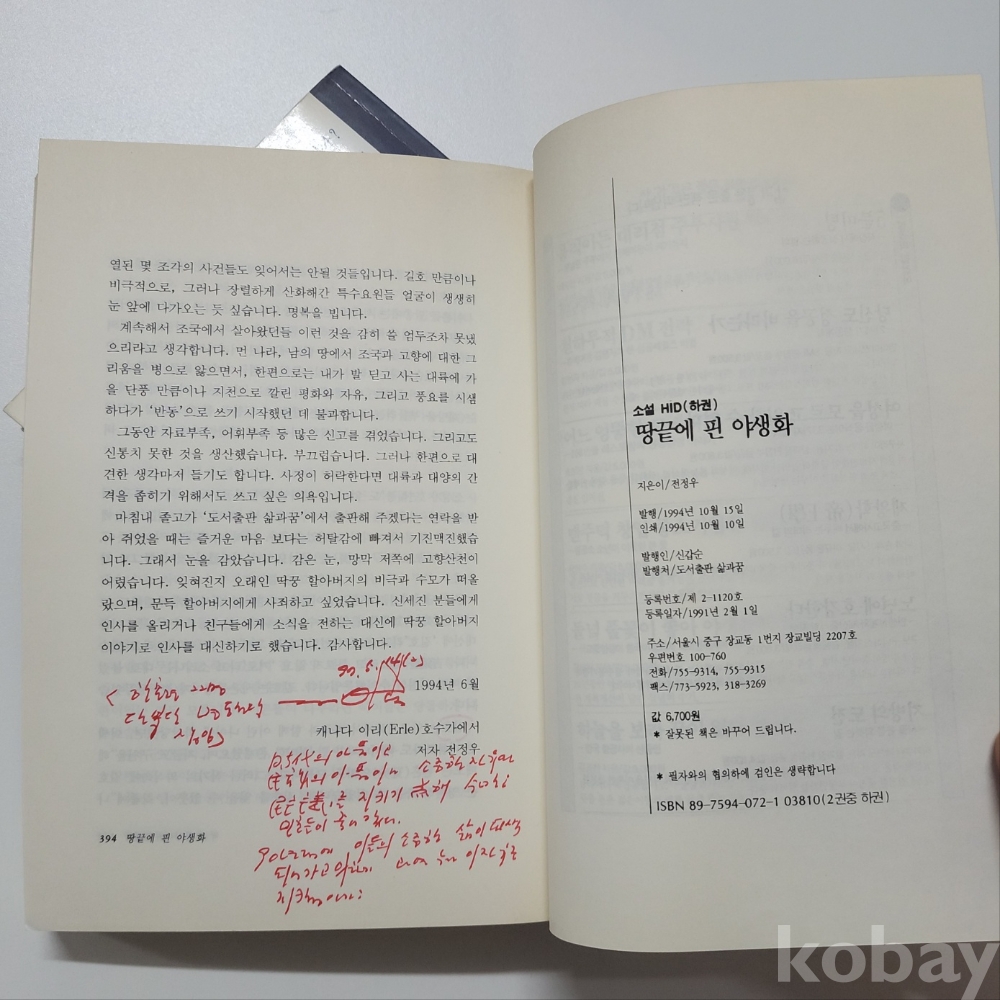 열된 몇 조각의 사건들도 잊어서는 안될 것들입니다. 길호 만큼이나
비극적으로, 그러나 장렬하게 산화해간 특수요원들 얼굴이 생생히
눈 앞에 다가오는 듯 싶습니다. 명복을 빕니다.
계속해서 조국에서 살아왔던들 이런 것을 감히 쓸 엄두조차 못냈
으리라고 생각합니다. 먼 나라, 남의 땅에서 조국과 고향에 대한 그
리움을 병으로 앓으면서, 한편으로는 내가 발 딛고 사는 대륙에 가
을 단풍 만큼이나 지천으로 깔린 평화와 자유, 그리고 풍요를 시샘
하다가 ‘반동’으로 쓰기 시작했던 데 불과합니다.
그동안 자료부족, 어휘부족 등 많은 신고를 겪었습니다. 그리고도
신통치 못한 것을 생산했습니다. 부끄럽습니다. 그러나 한편으로 대
견한 생각마저 들기도 합니다. 사정이 허락한다면 대륙과 대양의 간
격을 좁히기 위해서도 쓰고 싶은 의욕입니다.
마침내 졸고가 ‘도서출판 삶과꿈’에서 출판해 주겠다는 연락을 받
아 쥐었을 때는 즐거운 마음 보다는 허탈감에 빠져서 기진맥진했습
니다. 그래서 눈을 감았습니다. 감은 눈, 망막 저쪽에 고향산천이
어렸습니다. 잊혀진지 오래인 딱꿍 할아버지의 비극과 수모가 떠올
랐으며, 문득 할아버지에게 사죄하고 싶었습니다. 신세진 분들에게
인사를 올리거나 친구들에게 소식을 전하는 대신에 딱꿍 할아버지
이야기로 인사를 대신하기로 했습니다. 감사합니다.
1994년 6월
캐나다 이리(Erle)호수가에서
저자 전정우
394 땅끝에 핀 야생화
소설 HID(하권)
땅끝에 핀 야생화
지은이/전정우
발행/1994년 10월 15일
인쇄/1994년 10월 10일
발행인/신갑순
발행처/도서출판 삶과꿈
등록번호/제 2-1120호
등록일자/1991년 2월 1일
주소/서울시 중구 장교동 1번지 장교빌딩 2207호
우편번호 100-760
전화/755-9314, 755-9315
팩스/773-5923, 318-3269
값 6,700원
* 잘못된 책은 바꾸어 드립니다.
* 필자와의 협의하에 검인은 생략합니다
ISBN 89-7594-072-1 03810(2권중 하권)
kobay